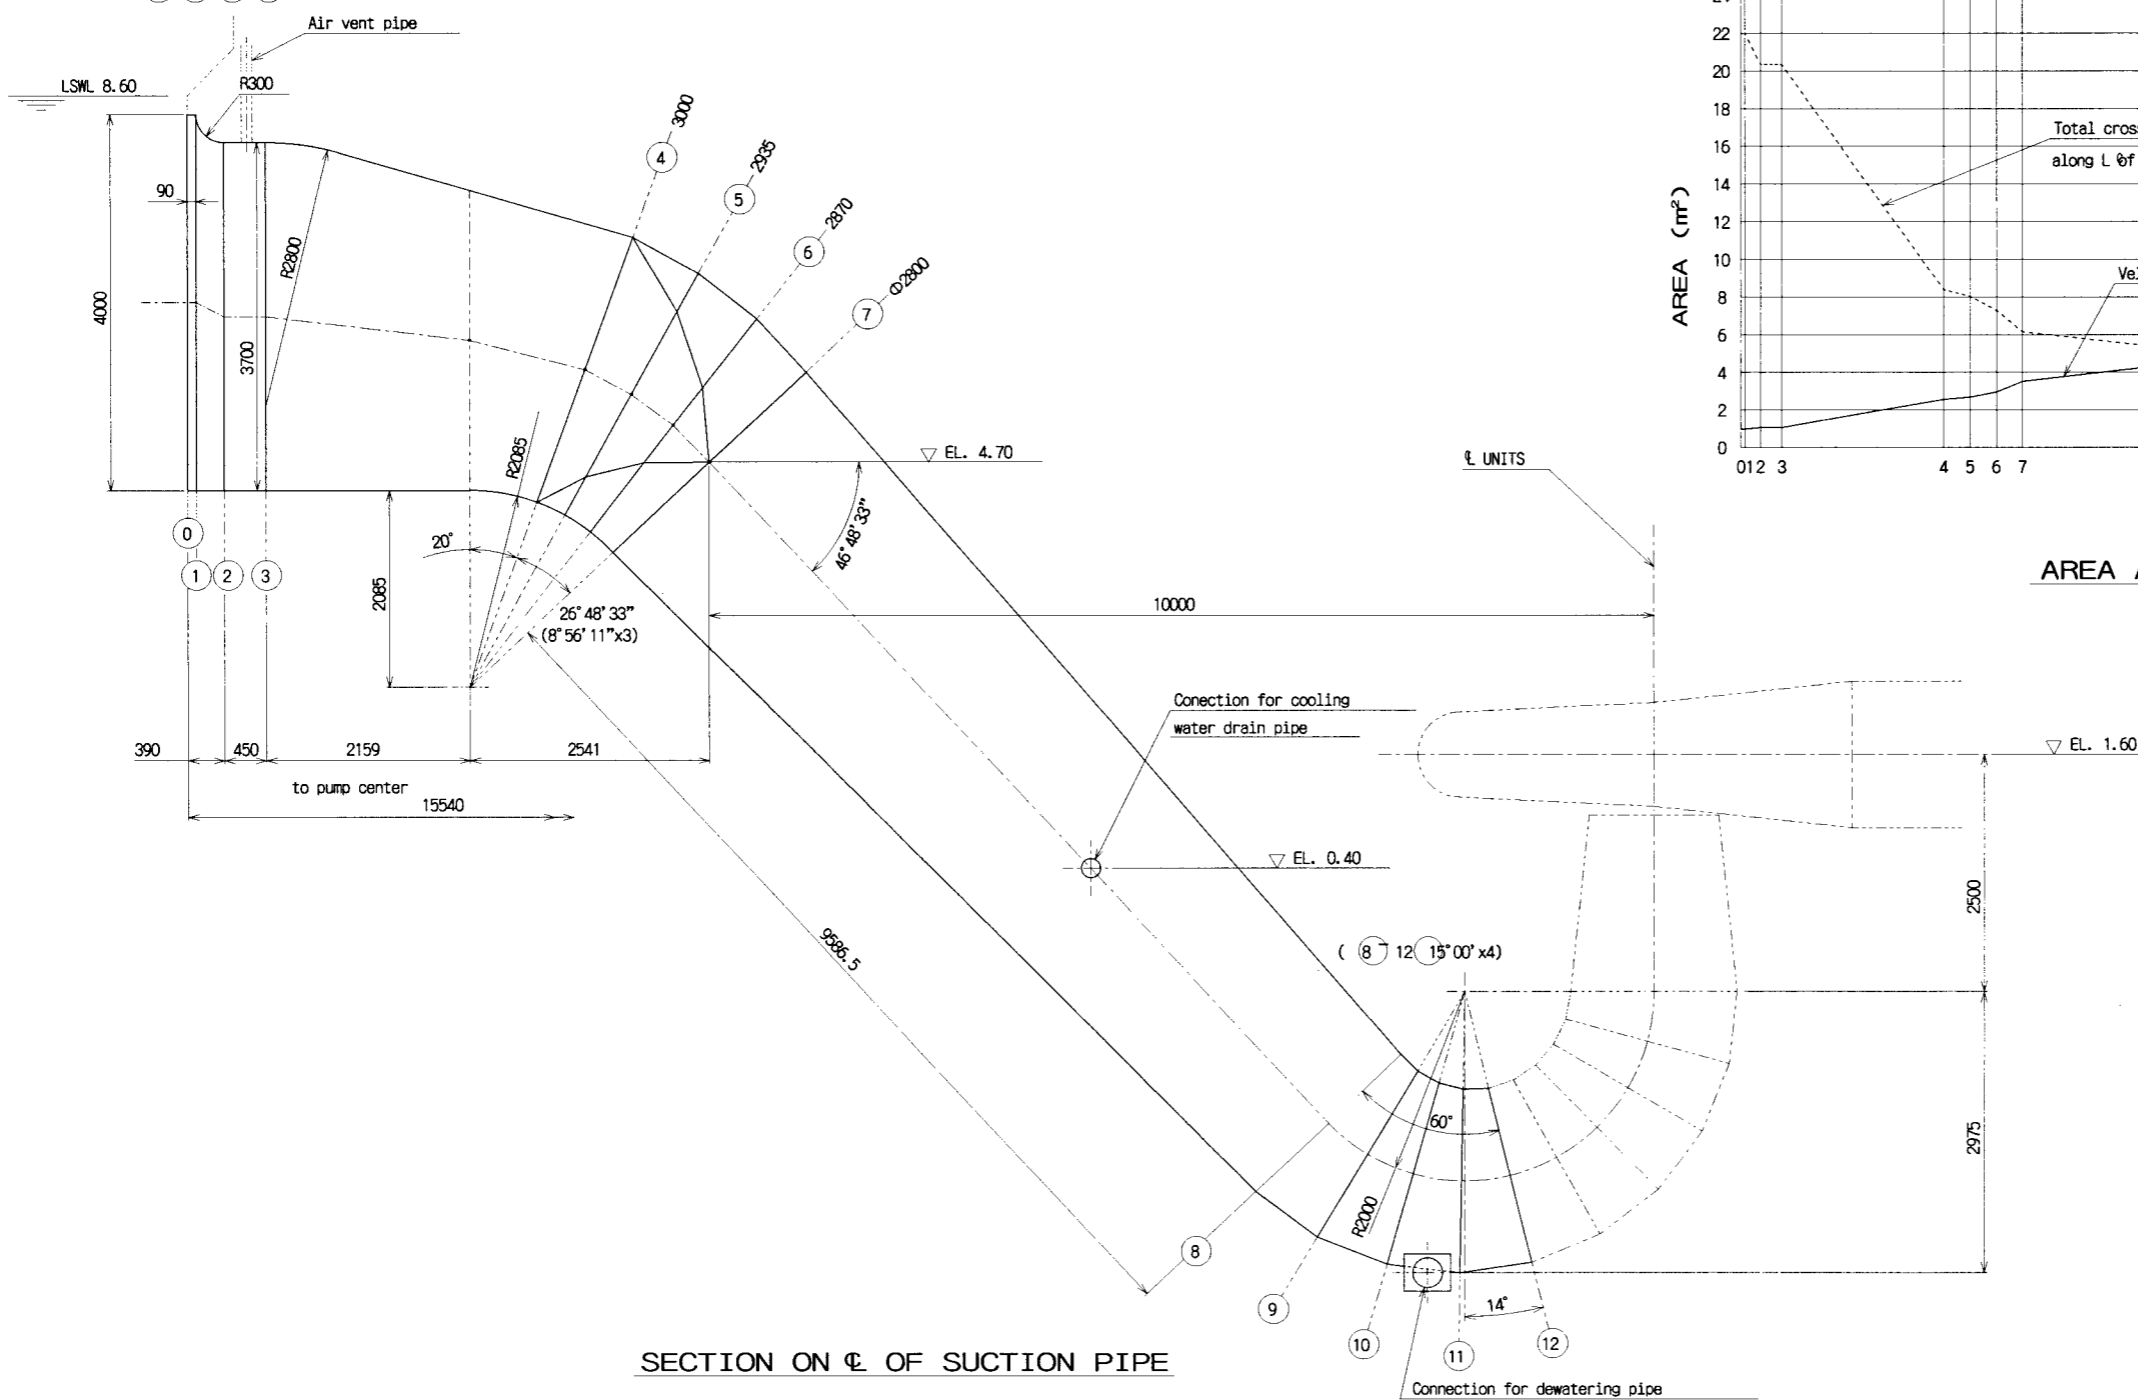 Air vent pipe
LSWL 8.60
R300
90
4000
3700
R2800
3000
4
2935
5
2870
6
Φ2800
7
R2085
EL. 4.70
46°48'33"
0
1
2
3
20°
2085
26°48'33"
(8°56'11"x3)
10000
℄ UNITS
390
450
2159
2541
to pump center
15540
Conection for cooling
water drain pipe
EL. 1.60
EL. 0.40
2500
9586.5
( 8 - 12 15°00'x4)
60°
R2000
2975
8
9
10
11
12
14°
Connection for dewatering pipe
SECTION ON ℄ OF SUCTION PIPE
AREA (m²)
22
20
18
16
14
12
10
8
6
4
2
0
0 1 2 3 4 5 6 7
Total cros
along L of
Vel
AREA A